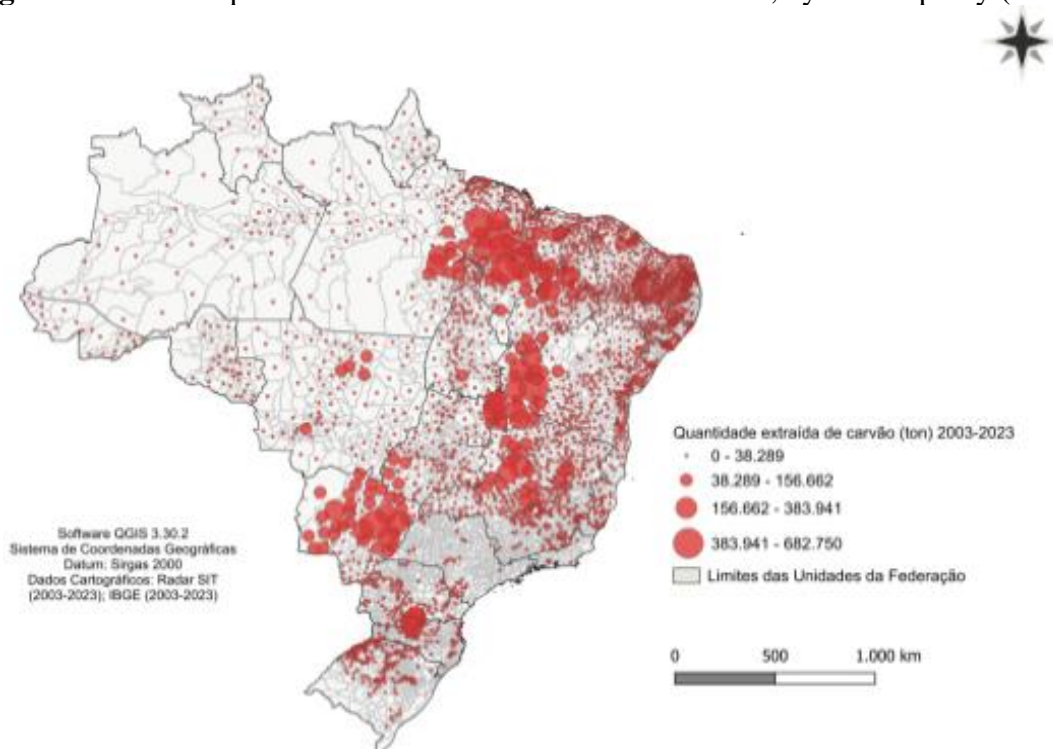 Quantidade extraída de carvão (ton) 2003-2023
0 - 38.289
38.289 - 156.662
156.662 - 383.941
383.941 - 682.750
Limites das Unidades da Federação
Software QGIS 3.30.2
Sistema de Coordenadas Geográficas
Datum: Sirgas 2000
Dados Cartográficos: Radar SIT
(2003-2023); IBGE (2003-2023)
0 500 1.000 km